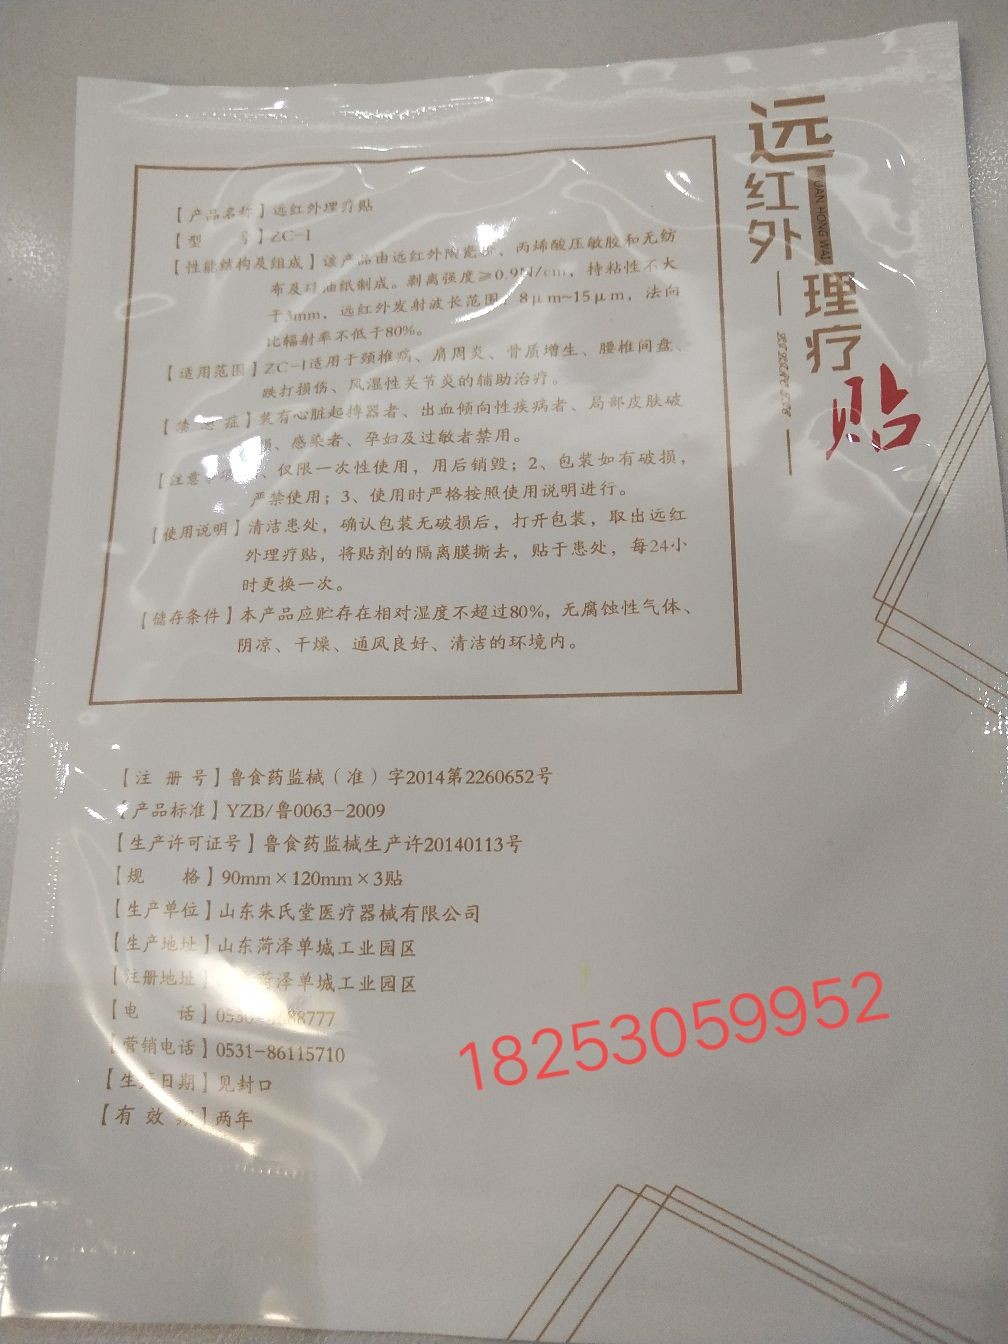 远
红外
理疗
贴
【产品名称】远红外理疗贴
【型 号】ZC-I
【性能结构及组成】该产品由远红外陶瓷粉、丙烯酸压敏胶和无纺
布及硅油纸制成。剥离强度≥0.9N/cm，持粘性不大
于3mm，远红外发射波长范围：8μm~15μm，法向
比辐射率不低于80%。
【适用范围】ZC-I适用于颈椎病、肩周炎、骨质增生、腰椎间盘、
跌打损伤、风湿性关节炎的辅助治疗。
【禁忌症】装有心脏起搏器者、出血倾向性疾病者、局部皮肤破
损、感染者、孕妇及过敏者禁用。
【注意 仅限一次性使用，用后销毁；2、包装如有破损，
严禁使用；3、使用时严格按照使用说明进行。
【使用说明】清洁患处，确认包装无破损后，打开包装，取出远红
外理疗贴，将贴剂的隔离膜撕去，贴于患处，每24小
时更换一次。
【储存条件】本产品应贮存在相对湿度不超过80%，无腐蚀性气体、
阴凉、干燥、通风良好、清洁的环境内。
【注 册 号】鲁食药监械（准）字2014第2260652号
【产品标准】YZB/鲁0063-2009
【生产许可证号】鲁食药监械生产许20140113号
【规 格】90mm×120mm×3贴
【生产单位】山东朱氏堂医疗器械有限公司
【生产地址】山东菏泽单城工业园区
【注册地址】 菏泽单城工业园区
【电 话】0530- 88777
【营销电话】0531-86115710
【生产日期】见封口
【有 效 期】两年
18253059952